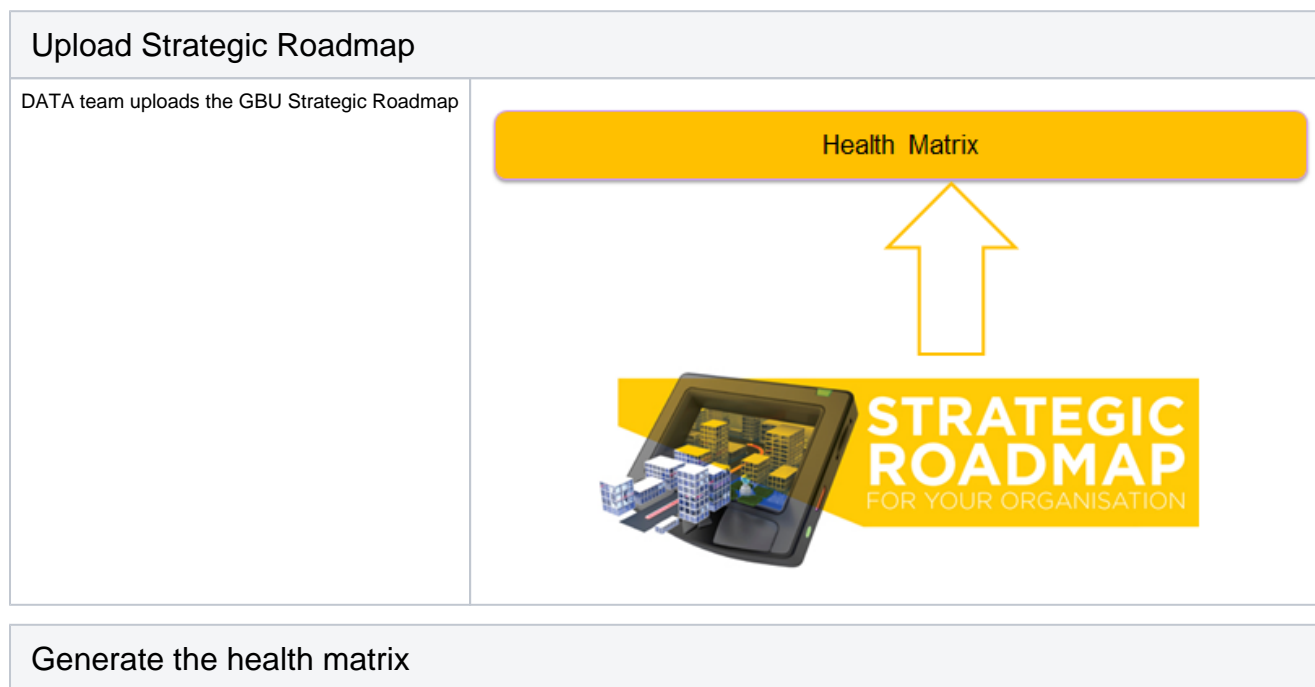 Upload Strategic Roadmap
DATA team uploads the GBU Strategic Roadmap
Health Matrix
STRATEGIC
ROADMAP
FOR YOUR ORGANISATION
Generate the health matrix